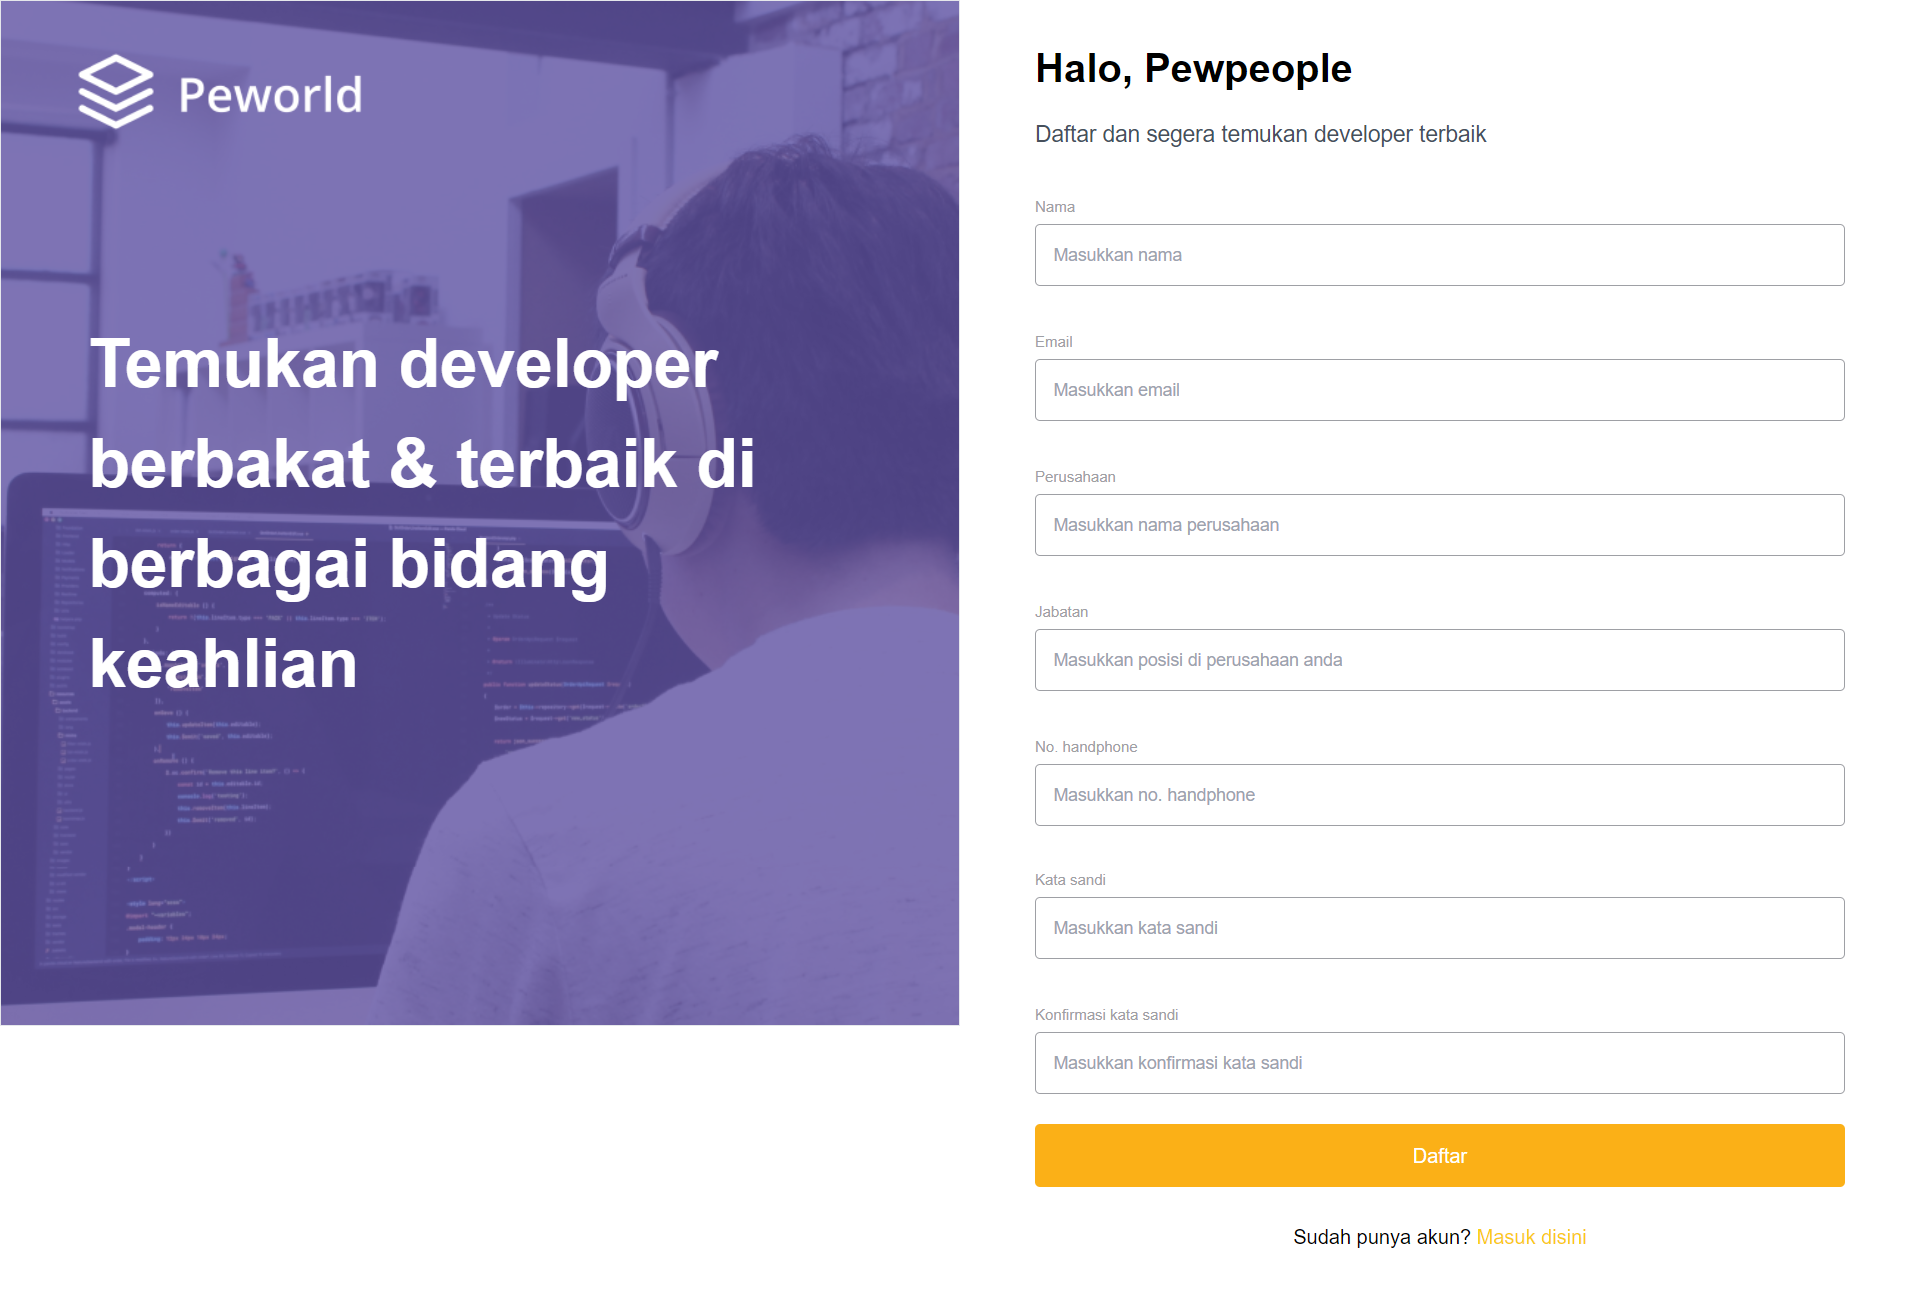 Peworld
Temukan developer
berbakat & terbaik di
berbagai bidang
keahlian
Halo, Pewpeople
Daftar dan segera temukan developer terbaik
Nama
Masukkan nama
Email
Masukkan email
Perusahaan
Masukkan nama perusahaan
Jabatan
Masukkan posisi di perusahaan anda
No. handphone
Masukkan no. handphone
Kata sandi
Masukkan kata sandi
Konfirmasi kata sandi
Masukkan konfirmasi kata sandi
Daftar
Sudah punya akun? Masuk disini